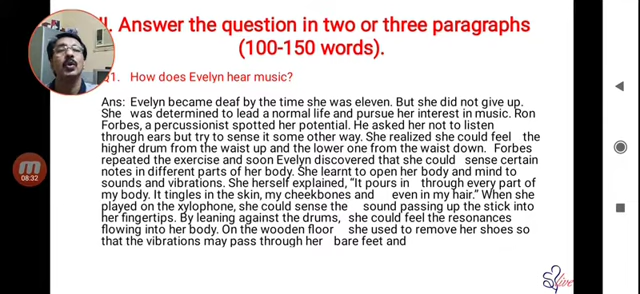 II. Answer the question in two or three paragraphs
(100-150 words).
Q1. How does Evelyn hear music?
Ans: Evelyn became deaf by the time she was eleven. But she did not give up.
She was determined to lead a normal life and pursue her interest in music. Ron
Forbes, a percussionist spotted her potential. He asked her not to listen
through ears but try to sense it some other way. She realized she could feel the
higher drum from the waist up and the lower one from the waist down. Forbes
repeated the exercise and soon Evelyn discovered that she could sense certain
notes in different parts of her body. She learnt to open her body and mind to
sounds and vibrations. She herself explained, “It pours in through every part of
my body. It tingles in the skin, my cheekbones and even in my hair.” When she
played on the xylophone, she could sense the sound passing up the stick into
her fingertips. By leaning against the drums, she could feel the resonances
flowing into her body. On the wooden floor she used to remove her shoes so
that the vibrations may pass through her bare feet and
08:32
live